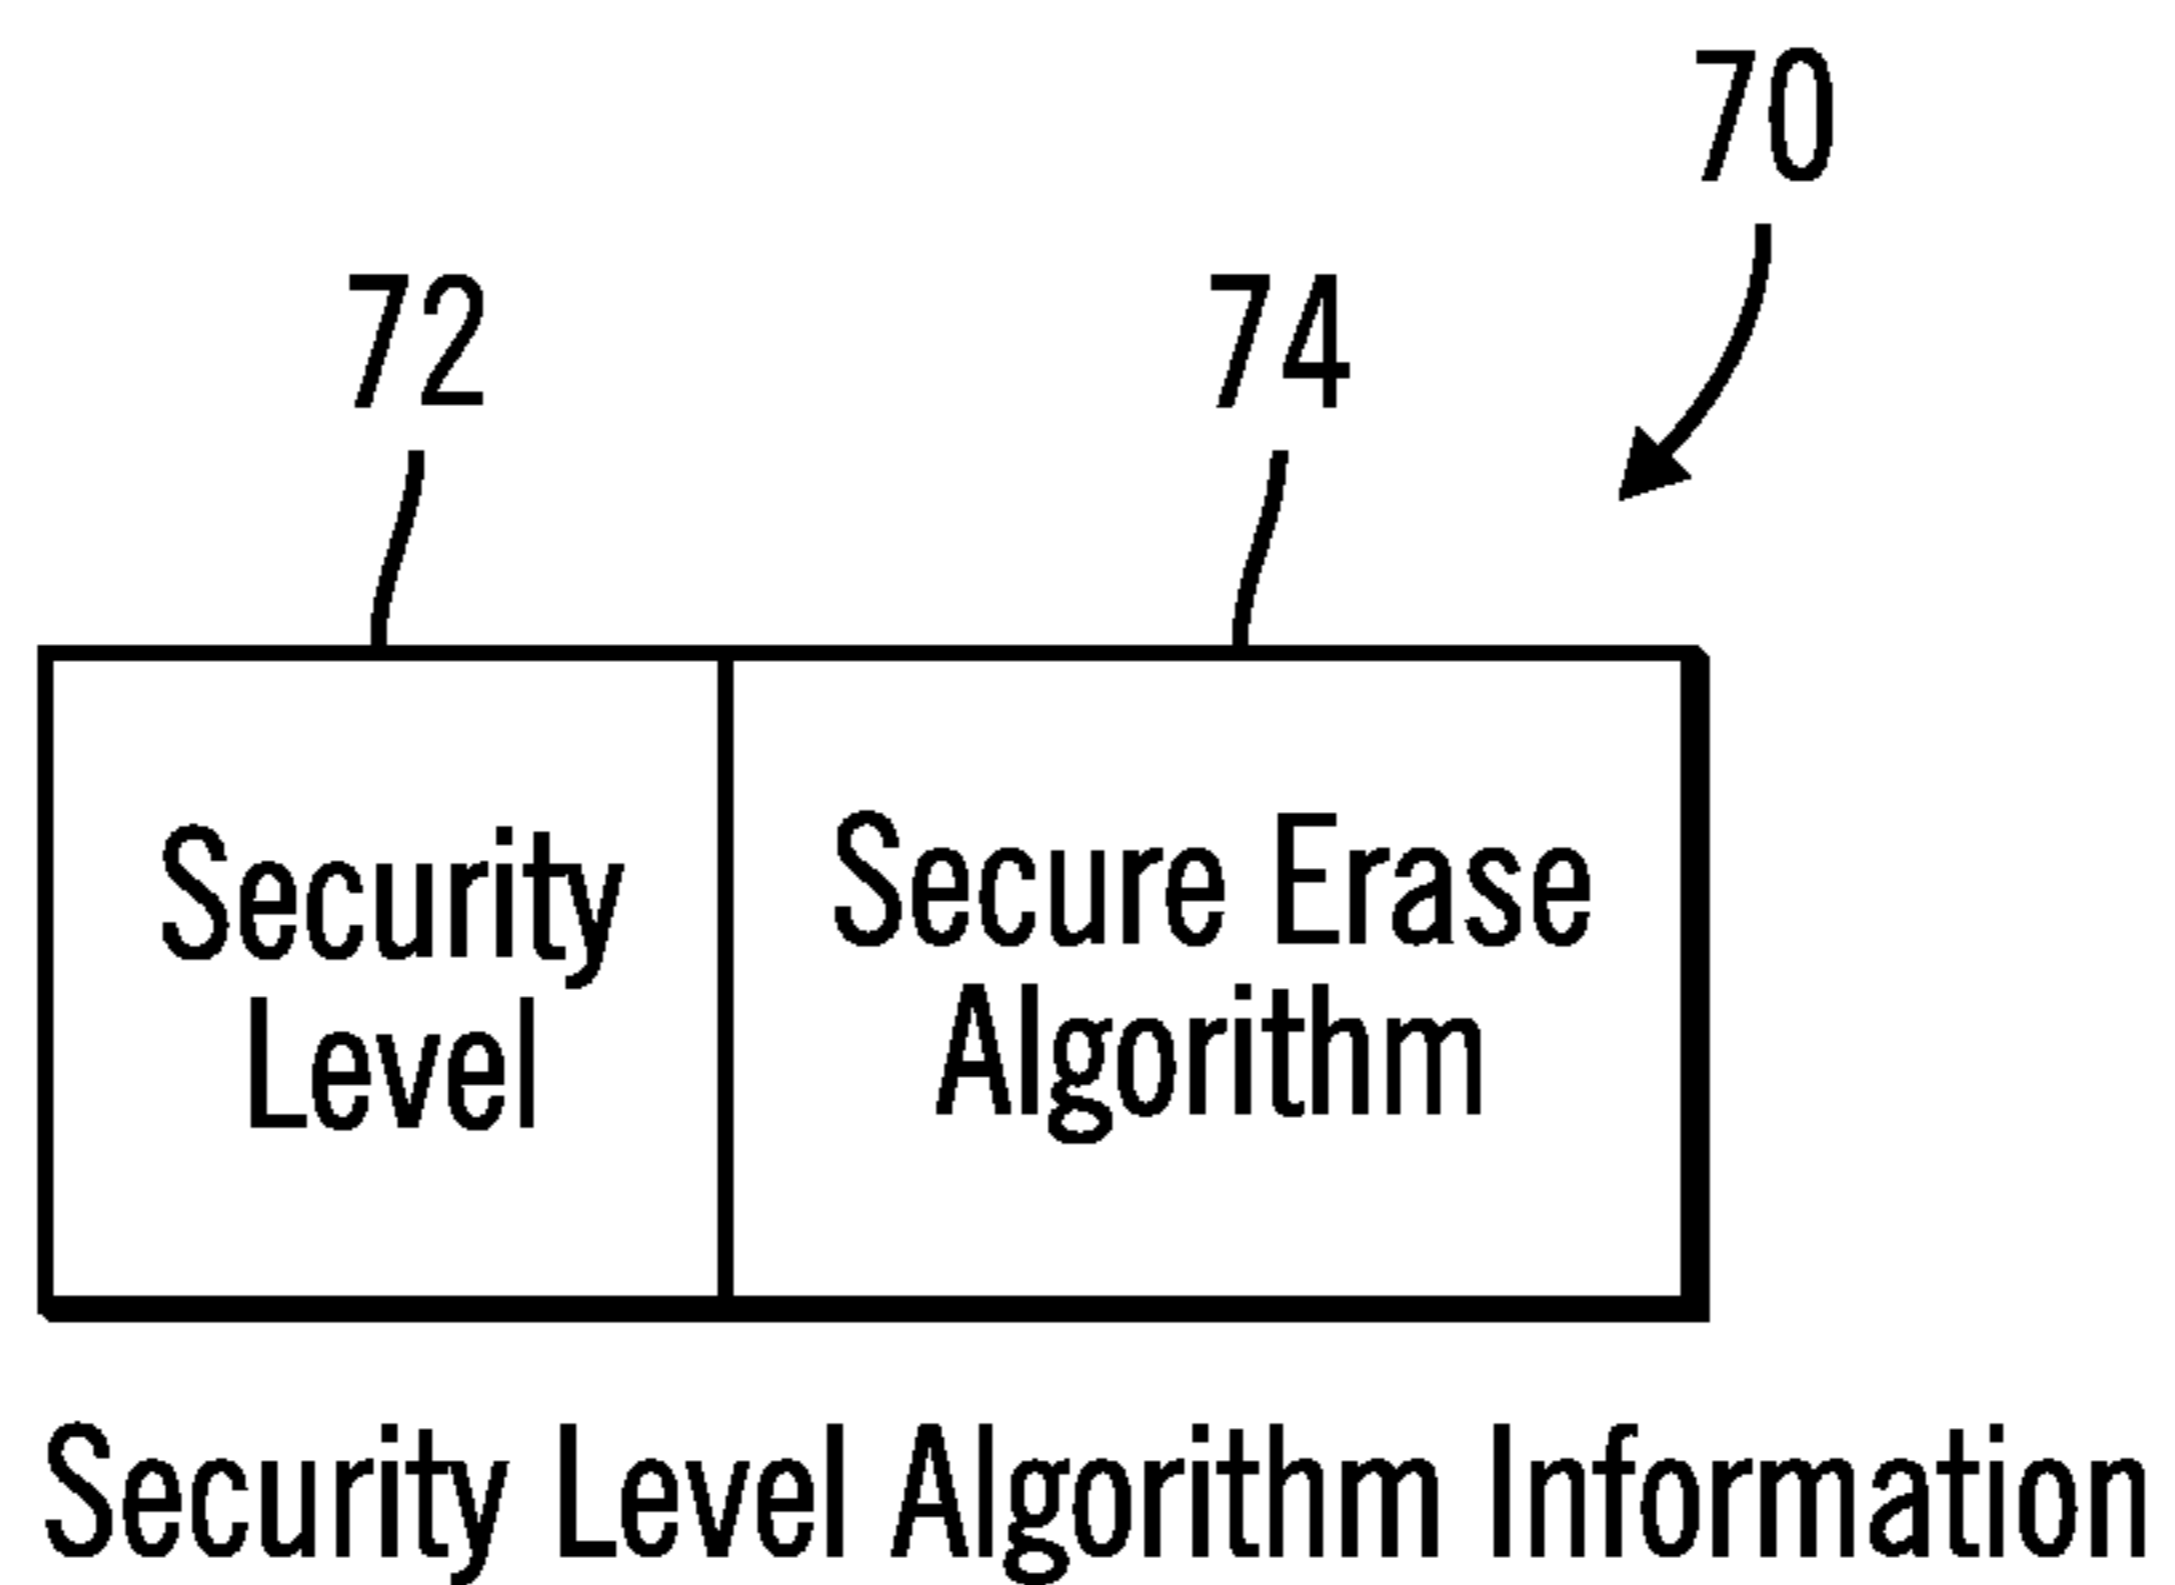 70
72 74
Security
Level
Secure Erase
Algorithm
Security Level Algorithm Information